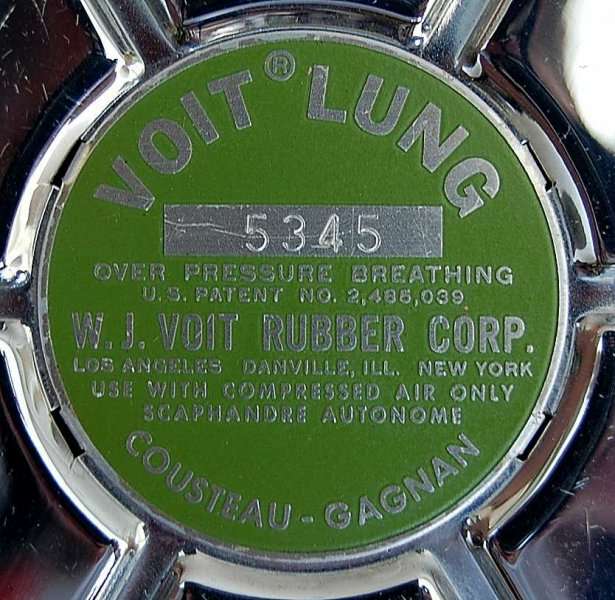 VOIT® LUNG
5345
OVER PRESSURE BREATHING
U.S. PATENT NO. 2,485,039
W.J. VOIT RUBBER CORP.
LOS ANGELES DANVILLE, ILL. NEW YORK
USE WITH COMPRESSED AIR ONLY
SCAPHANDRE AUTONOME
COUSTEAU - GAGNAN